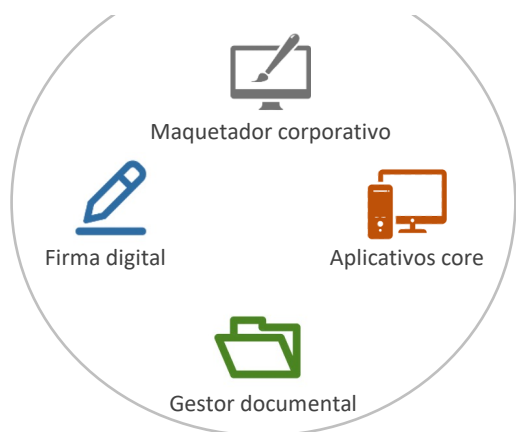 Maquetador corporativo
Firma digital
Aplicativos core
Gestor documental